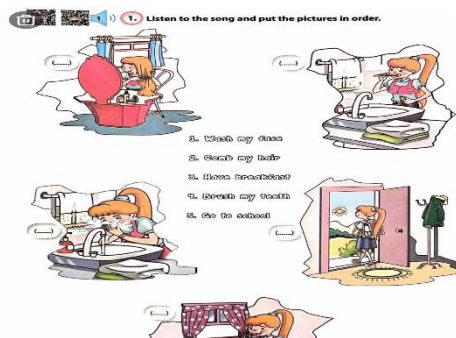 1. Listen to the song and put the pictures in order.
(......)
(......)
1. Wash my face
2. Comb my hair
3. Have breakfast
4. Brush my teeth
5. Go to school
(......)
(......)
(......)